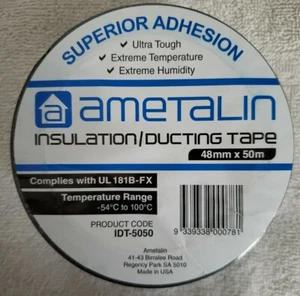 SUPERIOR ADHESION
✓ Ultra Tough
✓ Extreme Temperature
✓ Extreme Humidity
a ametalin
INSULATION/DUCTING TAPE
48mm x 50m
Complies with UL 181B-FX
Temperature Range
-54°C to 100°C
PRODUCT CODE
IDT-5050
9 339338 000781
Ametalin
41-43 Birralee Road
Regency Park SA 5010
Made in USA